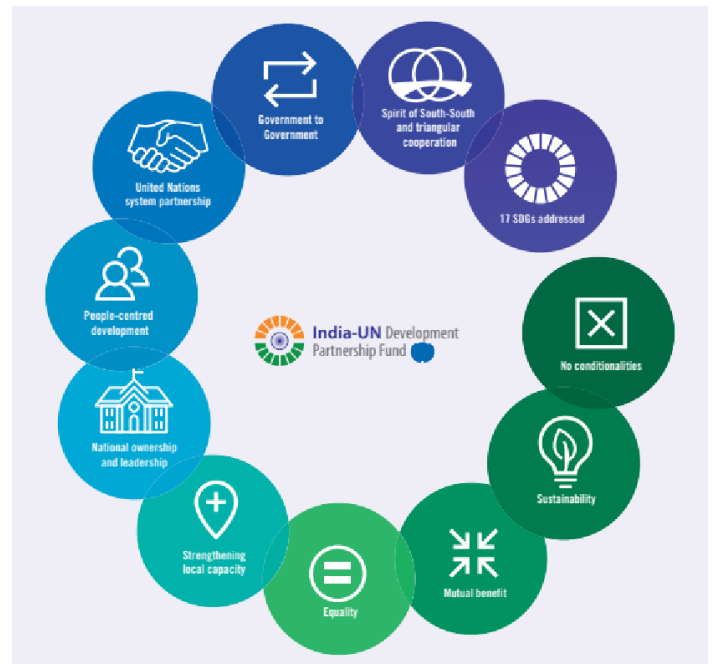 Government to
Government
Spirit of South-South
and triangular
cooperation
17 SDGs addressed
No conditionalities
Sustainability
Mutual benefit
Equality
Strengthening
local capacity
National ownership
and leadership
People-centred
development
United Nations
system partnership
India-UN Development
Partnership Fund